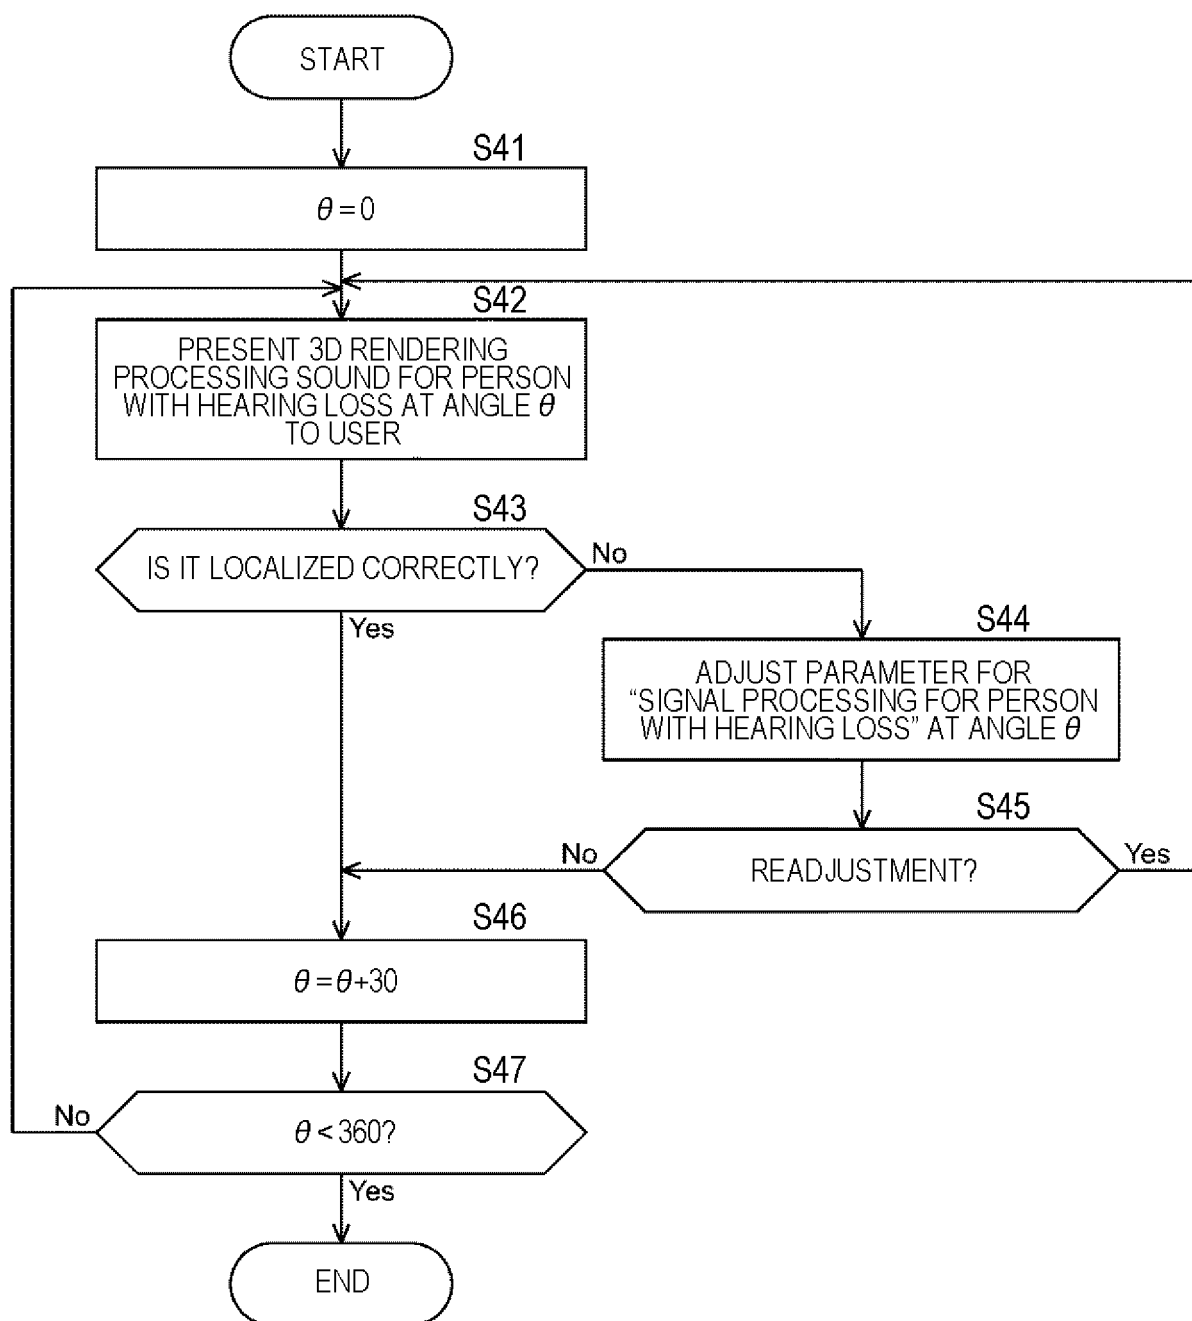 START
S41
θ=0
S42
PRESENT 3D RENDERING
PROCESSING SOUND FOR PERSON
WITH HEARING LOSS AT ANGLE θ
TO USER
S43
IS IT LOCALIZED CORRECTLY?
No
Yes
S44
ADJUST PARAMETER FOR
“SIGNAL PROCESSING FOR PERSON
WITH HEARING LOSS” AT ANGLE θ
S45
No
READJUSTMENT?
Yes
S46
θ=θ+30
S47
No
θ<360?
Yes
END